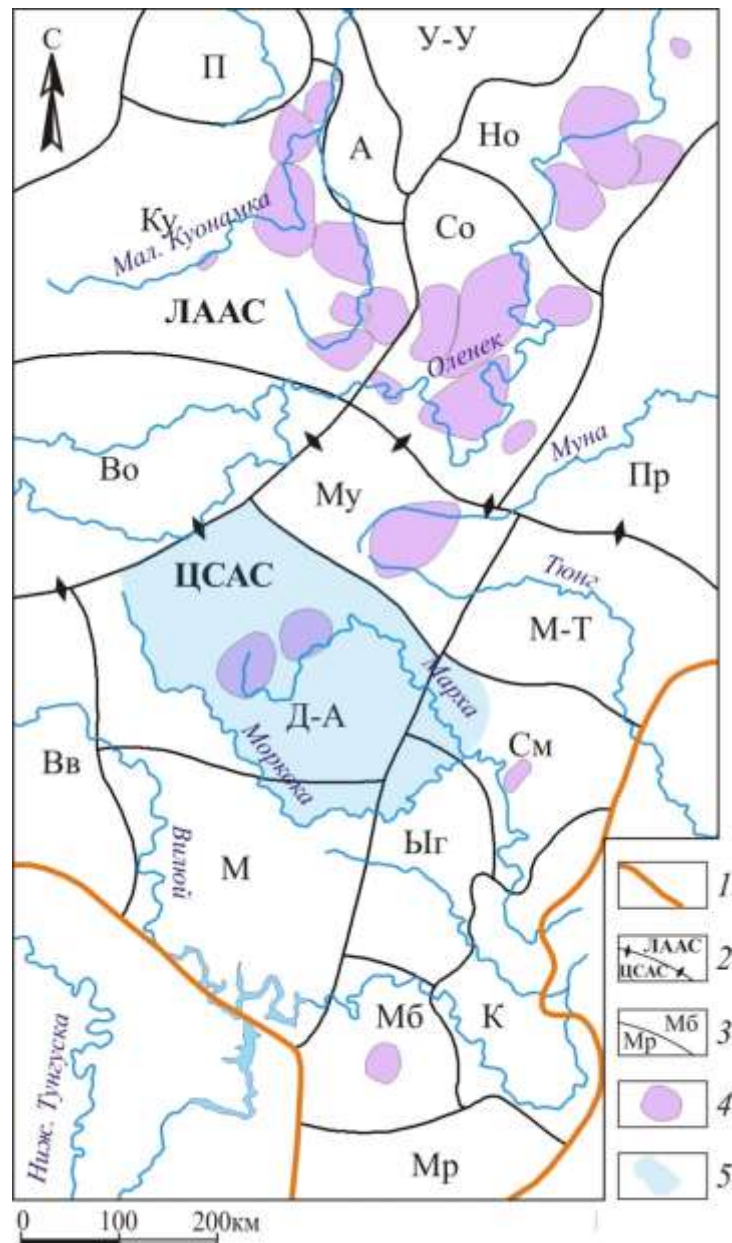 С
П
У-У
А
Но
Ку
Мал. Куонамка
Со
ЛААС
Оленек
Муна
Во
Му
Пр
ЦСАС
Тюнг
М-Т
Марха
Д-А
Моркока
См
Вв
Вилюй
М
Ыг
Мб
К
Ниж. Тунгуска
Мр
1
ЛААС
ЦСАС
2
Мб
Мр
3
4
5
0 100 200км